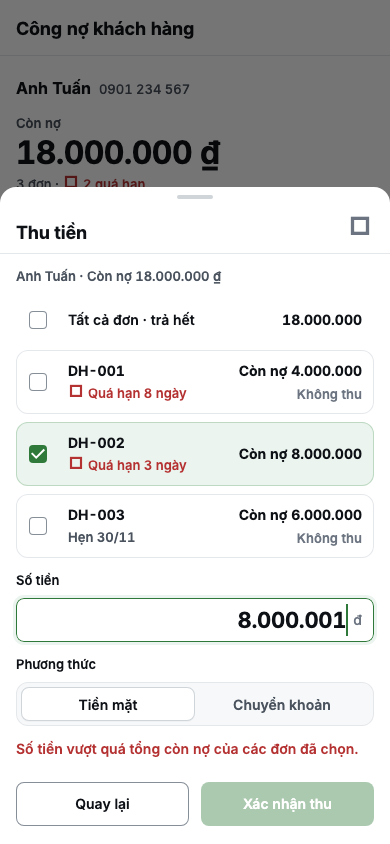 Công nợ khách hàng
Anh Tuấn 0901 234 567
Còn nợ
18.000.000 ₫
3 đơn · 2 quá hạn
Thu tiền
Anh Tuấn · Còn nợ 18.000.000 ₫
Tất cả đơn · trả hết 18.000.000
DH-001 Còn nợ 4.000.000
Quá hạn 8 ngày Không thu
DH-002
Còn nợ 8.000.000
Quá hạn 3 ngày
DH-003 Còn nợ 6.000.000
Hẹn 30/11 Không thu
Số tiền
8.000.001 đ
Phương thức
Tiền mặt Chuyển khoản
Số tiền vượt quá tổng còn nợ của các đơn đã chọn.
Quay lại Xác nhận thu